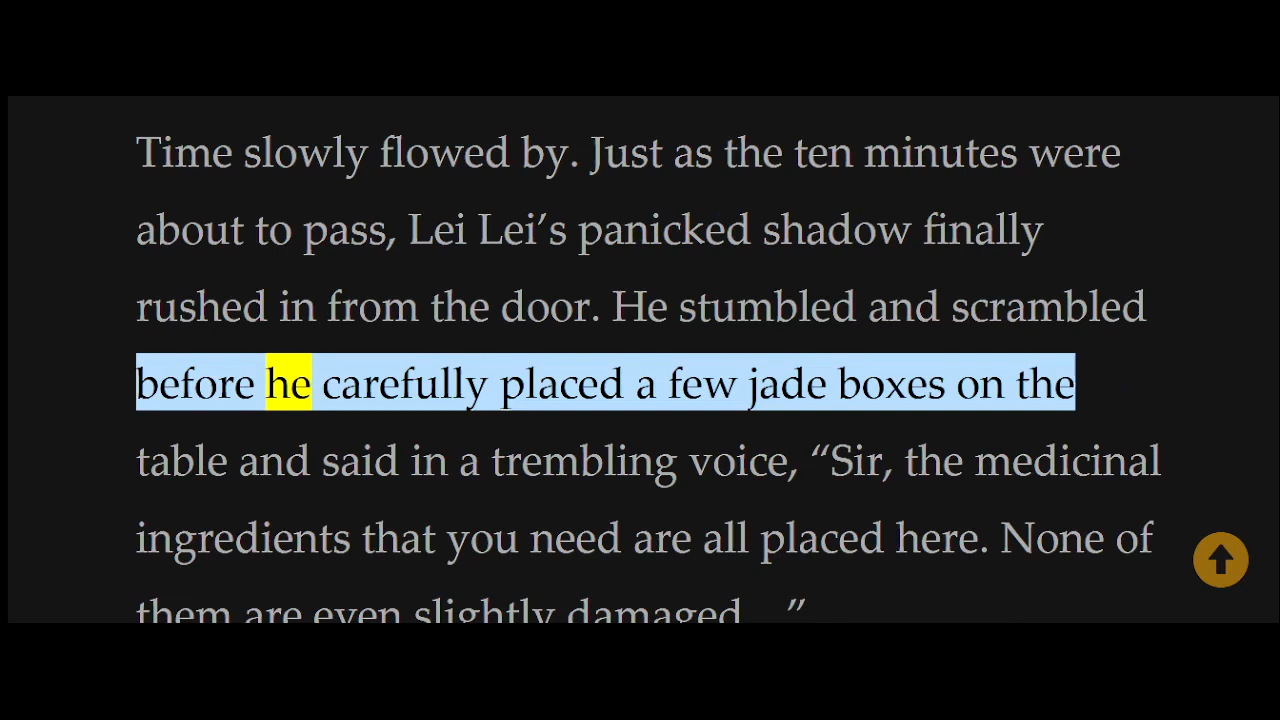 Time slowly flowed by. Just as the ten minutes were
about to pass, Lei Lei’s panicked shadow finally
rushed in from the door. He stumbled and scrambled
before he carefully placed a few jade boxes on the
table and said in a trembling voice, “Sir, the medicinal
ingredients that you need are all placed here. None of
them are even slightly damaged...”